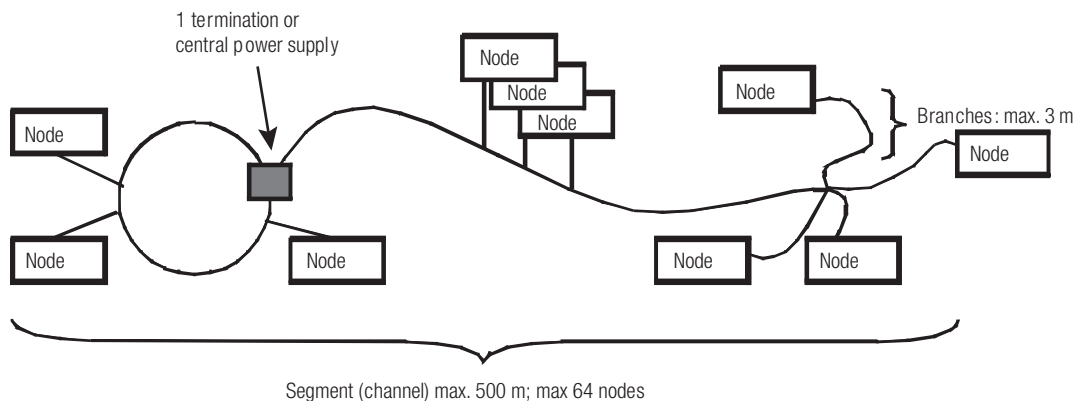 1 termination or
central power supply
Node
Node
Node
Node
Branches: max. 3 m
Node
Node
Node
Node
Node
Node
Segment (channel) max. 500 m; max 64 nodes